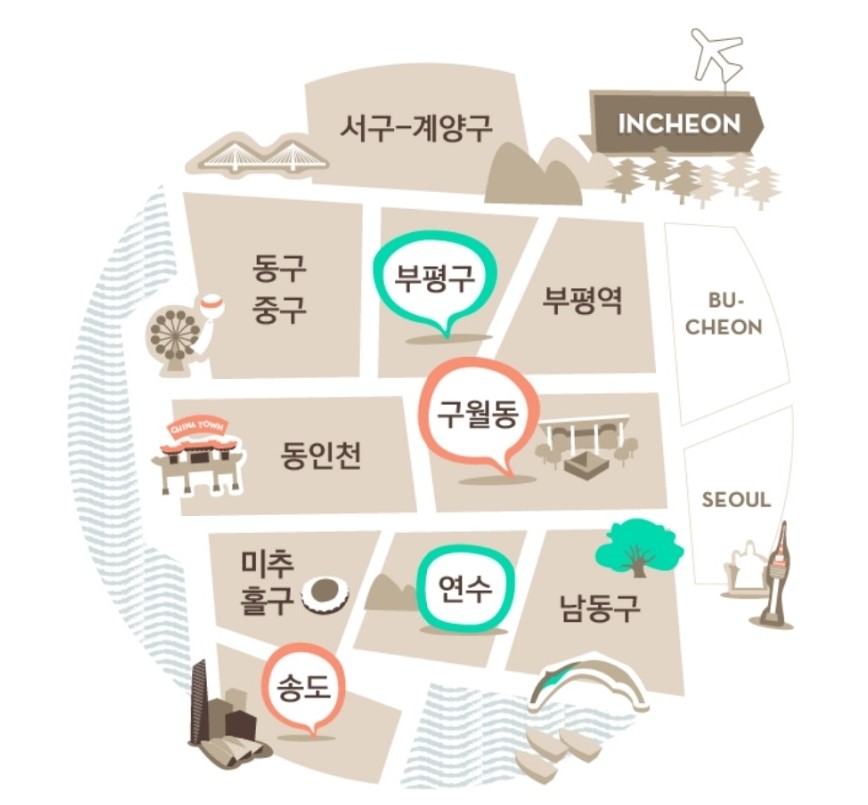 서구-계양구
INCHEON
동구
중구
부평구
부평역
BU-
CHEON
구월동
CHINA TOWN
동인천
SEOUL
미추
홀구
연수
남동구
송도